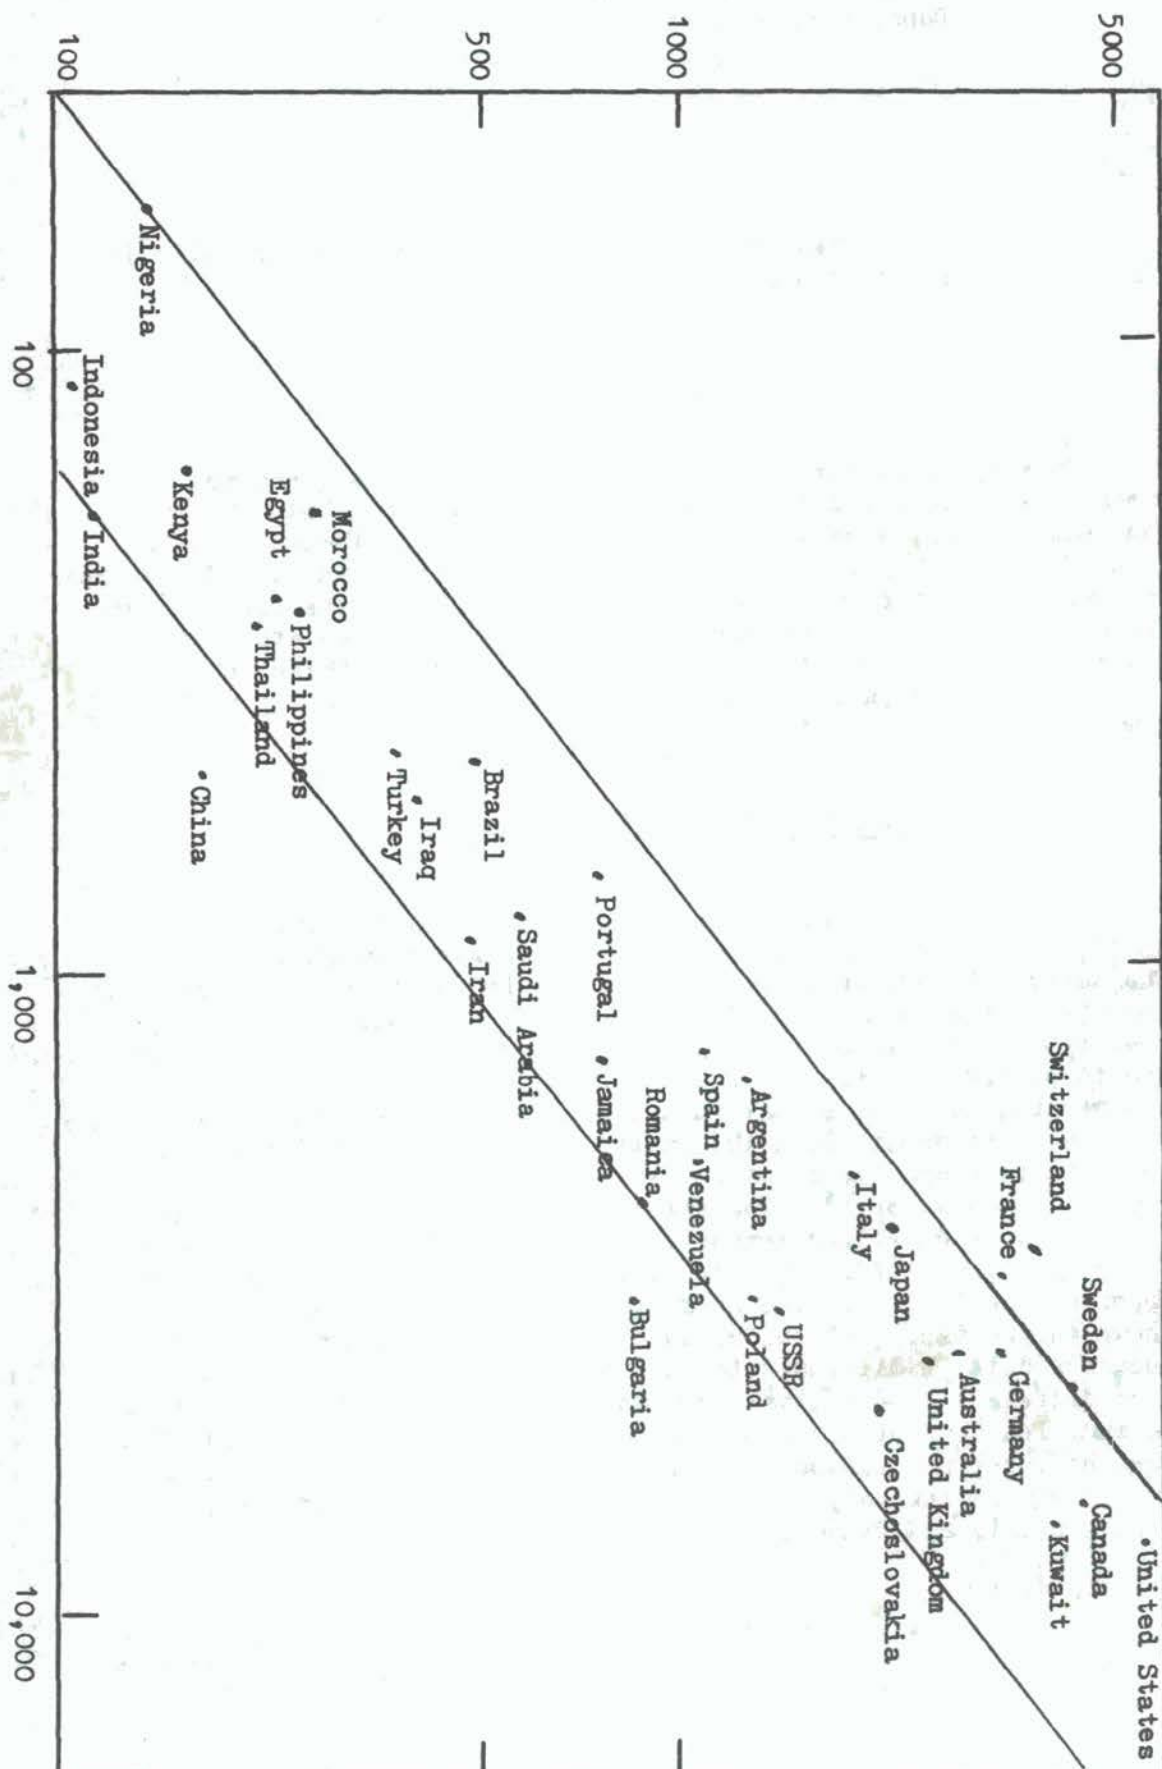 5000
1000
500
100
United States
Canada
Kuwait
Sweden
Switzerland
Germany
France
Australia
United Kingdom
Japan
Czechoslovakia
Italy
USSR
Argentina
Poland
Spain
Venezuela
Romania
Bulgaria
Portugal
Jamaica
Saudi Arabia
Brazil
Iran
Iraq
Turkey
Morocco
Philippines
Egypt
Thailand
China
Kenya
Nigeria
India
Indonesia
100
1,000
10,000